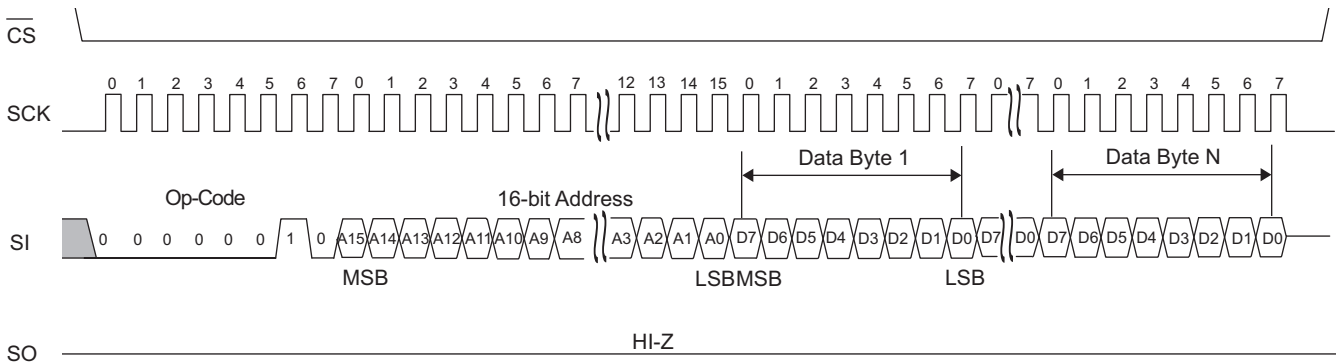 CS
0 1 2 3 4 5 6 7 0 1 2 3 4 5 6 7 12 13 14 15 0 1 2 3 4 5 6 7 0 7 0 1 2 3 4 5 6 7
SCK
Data Byte 1 Data Byte N
Op-Code 16-bit Address
SI 0 0 0 0 0 0 1 0 A15 A14 A13 A12 A11 A10 A9 A8 A3 A2 A1 A0 D7 D6 D5 D4 D3 D2 D1 D0 D7 D0 D7 D6 D5 D4 D3 D2 D1 D0
MSB LSBMSB LSB
HI-Z
SO